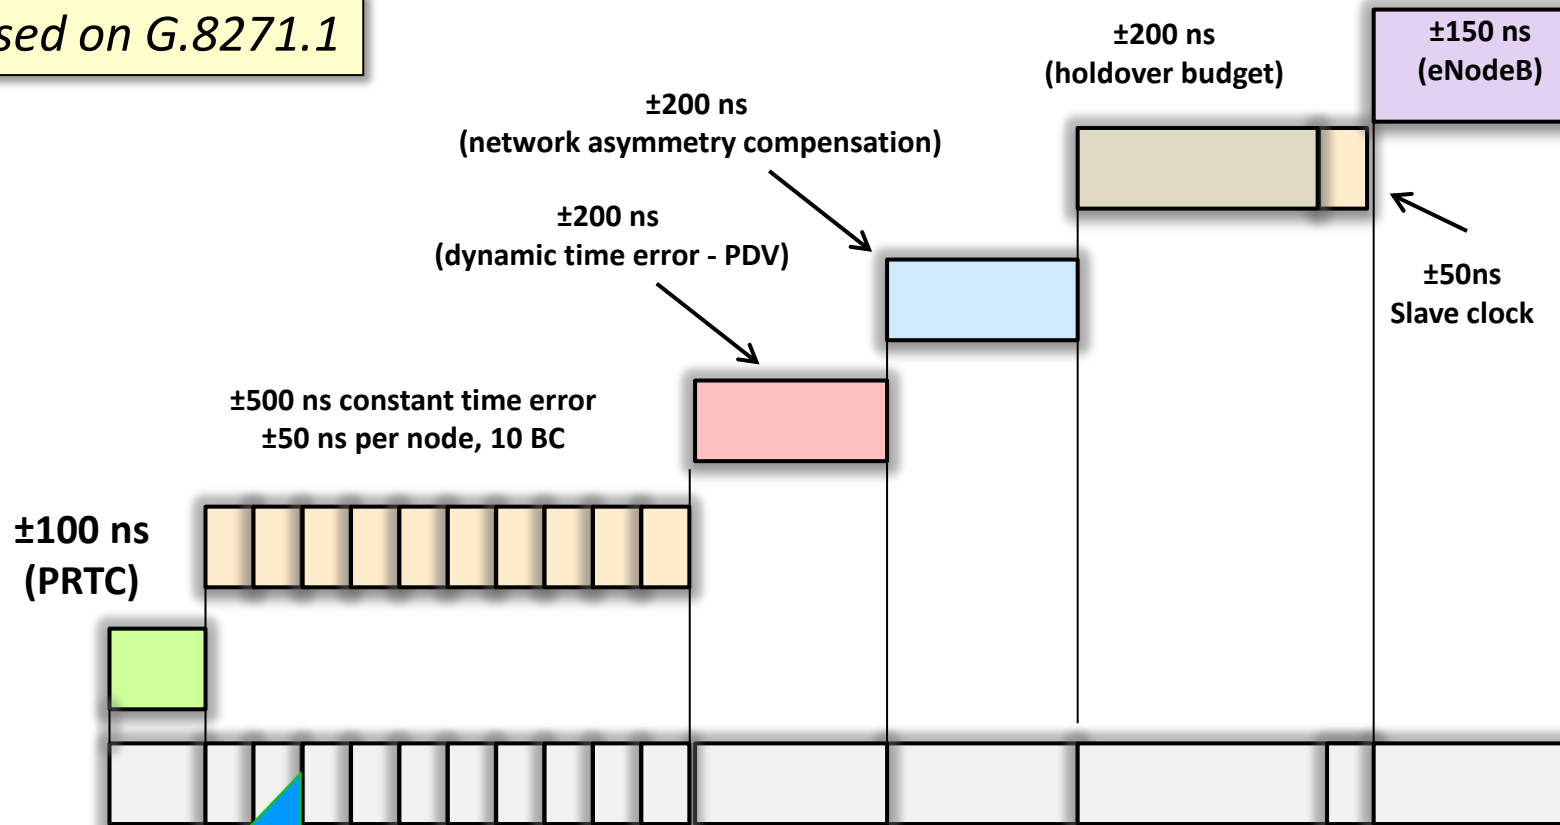 sed on G.8271.1
±200 ns
(holdover budget)
±150 ns
(eNodeB)
±200 ns
(network asymmetry compensation)
±200 ns
(dynamic time error - PDV)
±50ns
Slave clock
±500 ns constant time error
±50 ns per node, 10 BC
±100 ns
(PRTC)